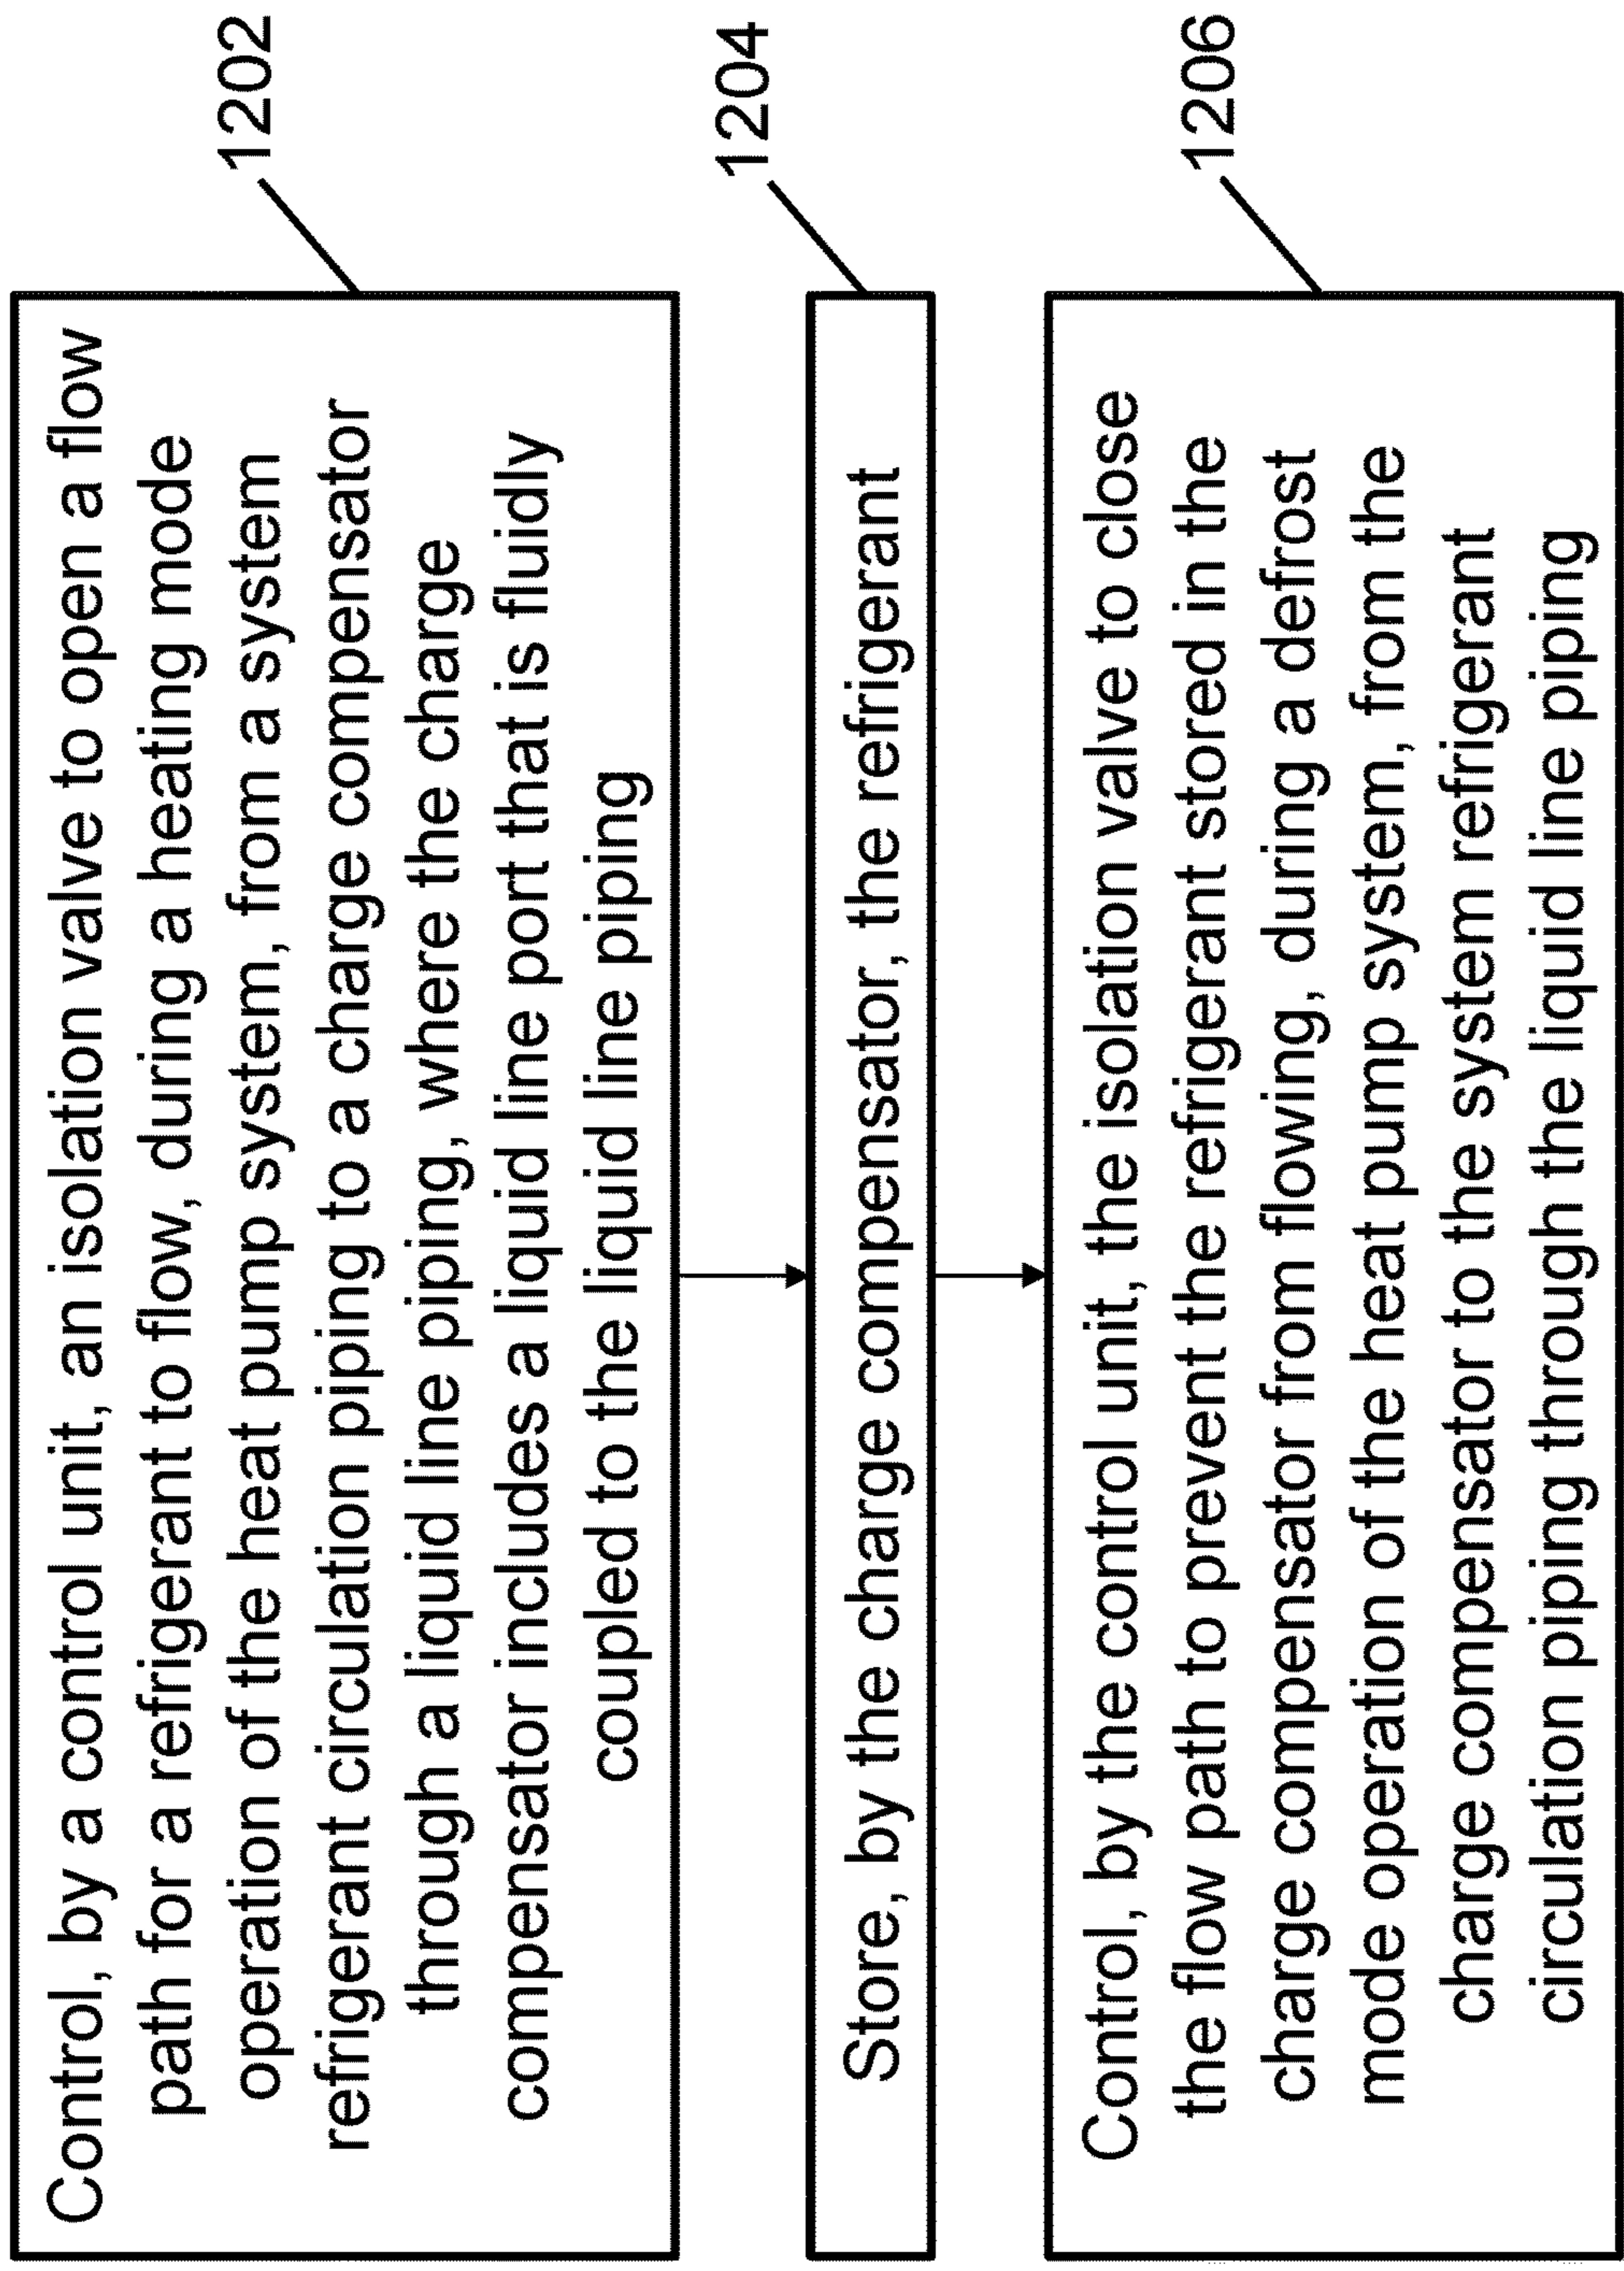 Control, by a control unit, an isolation valve to open a flow
path for a refrigerant to flow, during a heating mode
operation of the heat pump system, from a system
refrigerant circulation piping to a charge compensator
through a liquid line piping, where the charge
compensator includes a liquid line port that is fluidly
coupled to the liquid line piping
1202
Store, by the charge compensator, the refrigerant
1204
Control, by the control unit, the isolation valve to close
the flow path to prevent the refrigerant stored in the
charge compensator from flowing, during a defrost
mode operation of the heat pump system, from the
charge compensator to the system refrigerant
circulation piping through the liquid line piping
1206